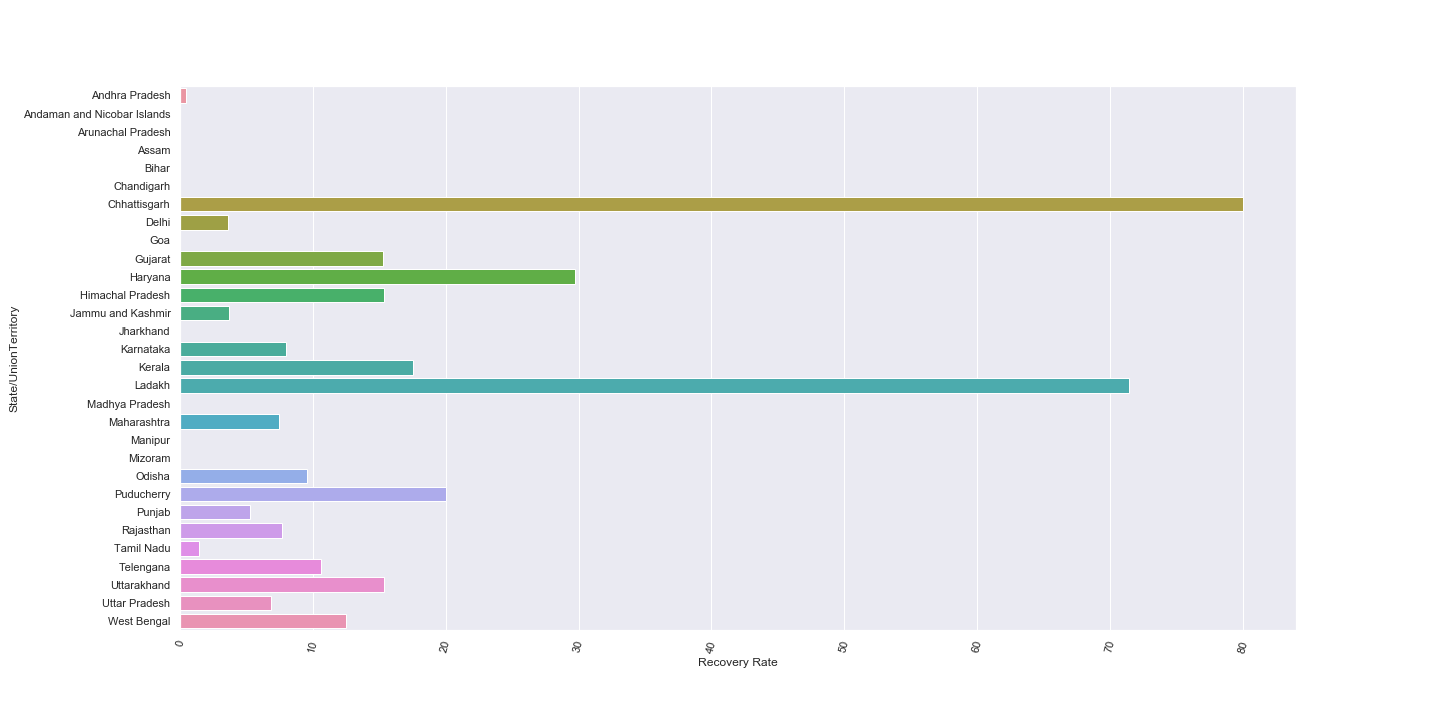 Andhra Pradesh
Andaman and Nicobar Islands
Arunachal Pradesh
Assam
Bihar
Chandigarh
Chhattisgarh
Delhi
Goa
Gujarat
Haryana
Himachal Pradesh
Jammu and Kashmir
Jharkhand
Karnataka
Kerala
Ladakh
Madhya Pradesh
Maharashtra
Manipur
Mizoram
Odisha
Puducherry
Punjab
Rajasthan
Tamil Nadu
Telengana
Uttarakhand
Uttar Pradesh
West Bengal
State/UnionTerritory
0 10 20 30 40 50 60 70 80
Recovery Rate